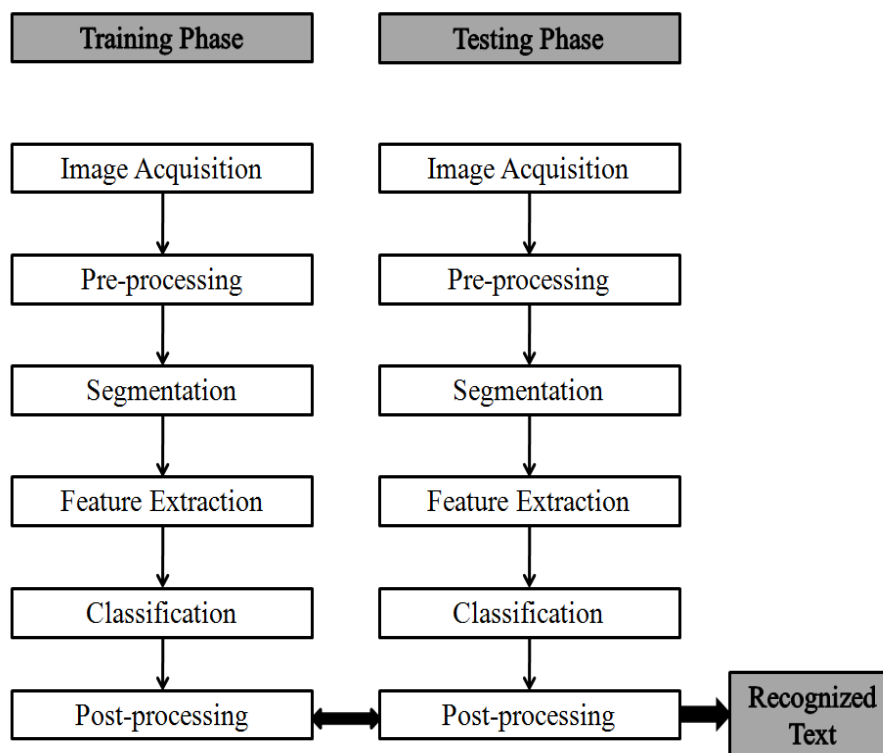 Training Phase
Testing Phase
Image Acquisition
Image Acquisition
Pre-processing
Pre-processing
Segmentation
Segmentation
Feature Extraction
Feature Extraction
Classification
Classification
Post-processing
Post-processing
Recognized
Text